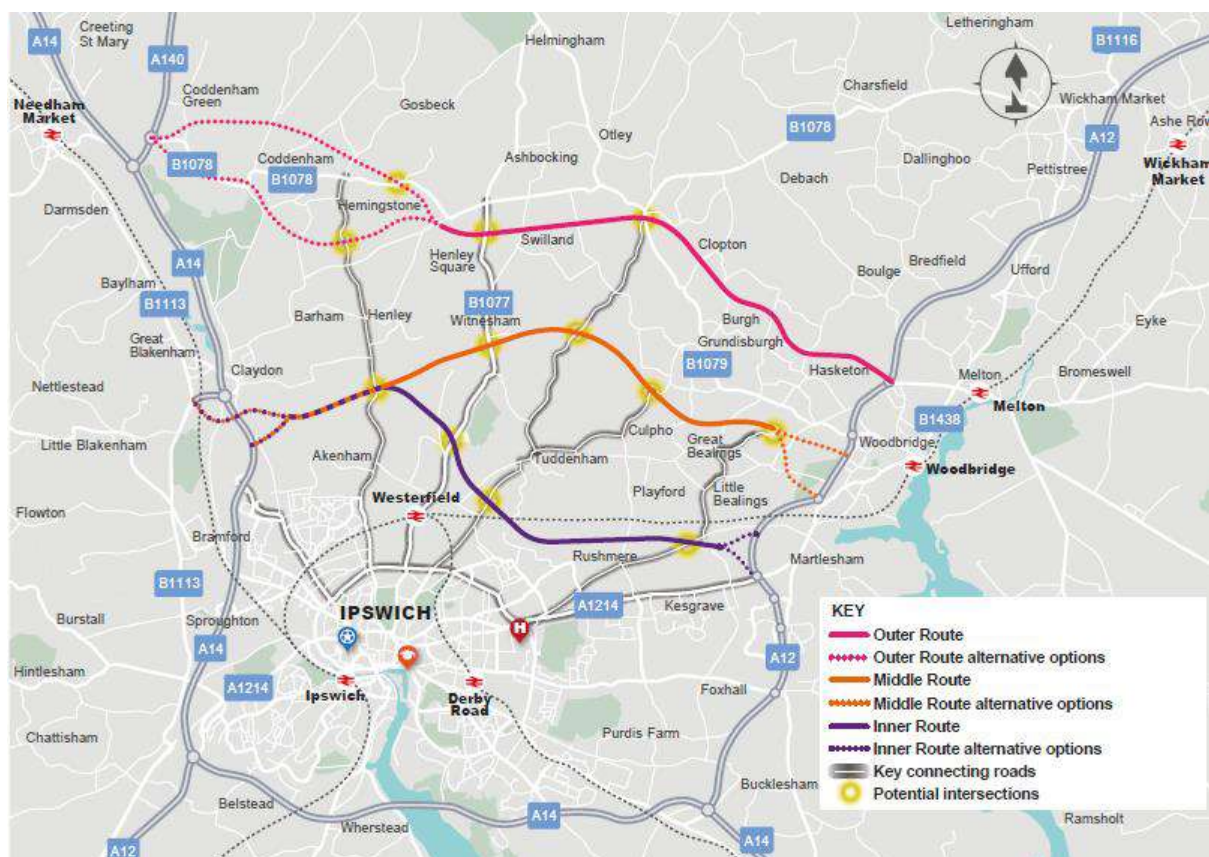 A14
Creeting
St Mary
A140
Helmingham
Letheringham
B1116
Coddenham
Green
Gosbeck
Charsfield
Wickham Market
Needham
Market
Otley
B1078
A12
Ashe Row
B1078
Coddenham
B1078
Ashbocking
Dallinghoo
Pettistree
Wickham
Market
Debach
Darmsden
Hemingstone
Henley
Square
Swilland
Clopton
Bredfield
A14
Boulge
Ufford
Baylham
B1113
B1077
Barham
Henley
Witnesham
Burgh
Eyke
Great
Blakenham
Grundisburgh
B1079
Claydon
Hasketon
Melton
Bromeswell
Nettlestead
Melton
B1438
Little Blakenham
Culpho
Great
Bealings
Woodbridge
Akenham
Tuddenham
Woodbridge
Playford
Little
Bealings
Westerfield
Flowton
Bramford
Rushmere
Martlesham
B1113
Burstall
Sproughton
IPSWICH
H
A1214
Kesgrave
A14
A12
Hintlesham
A1214
Ipswich
Derby
Road
Foxhall
Chattisham
Purdis Farm
Bucklesham
Belstead
A14
Wherstead
A12
A14
Ramsholt
KEY
Outer Route
Outer Route alternative options
Middle Route
Middle Route alternative options
Inner Route
Inner Route alternative options
Key connecting roads
Potential intersections